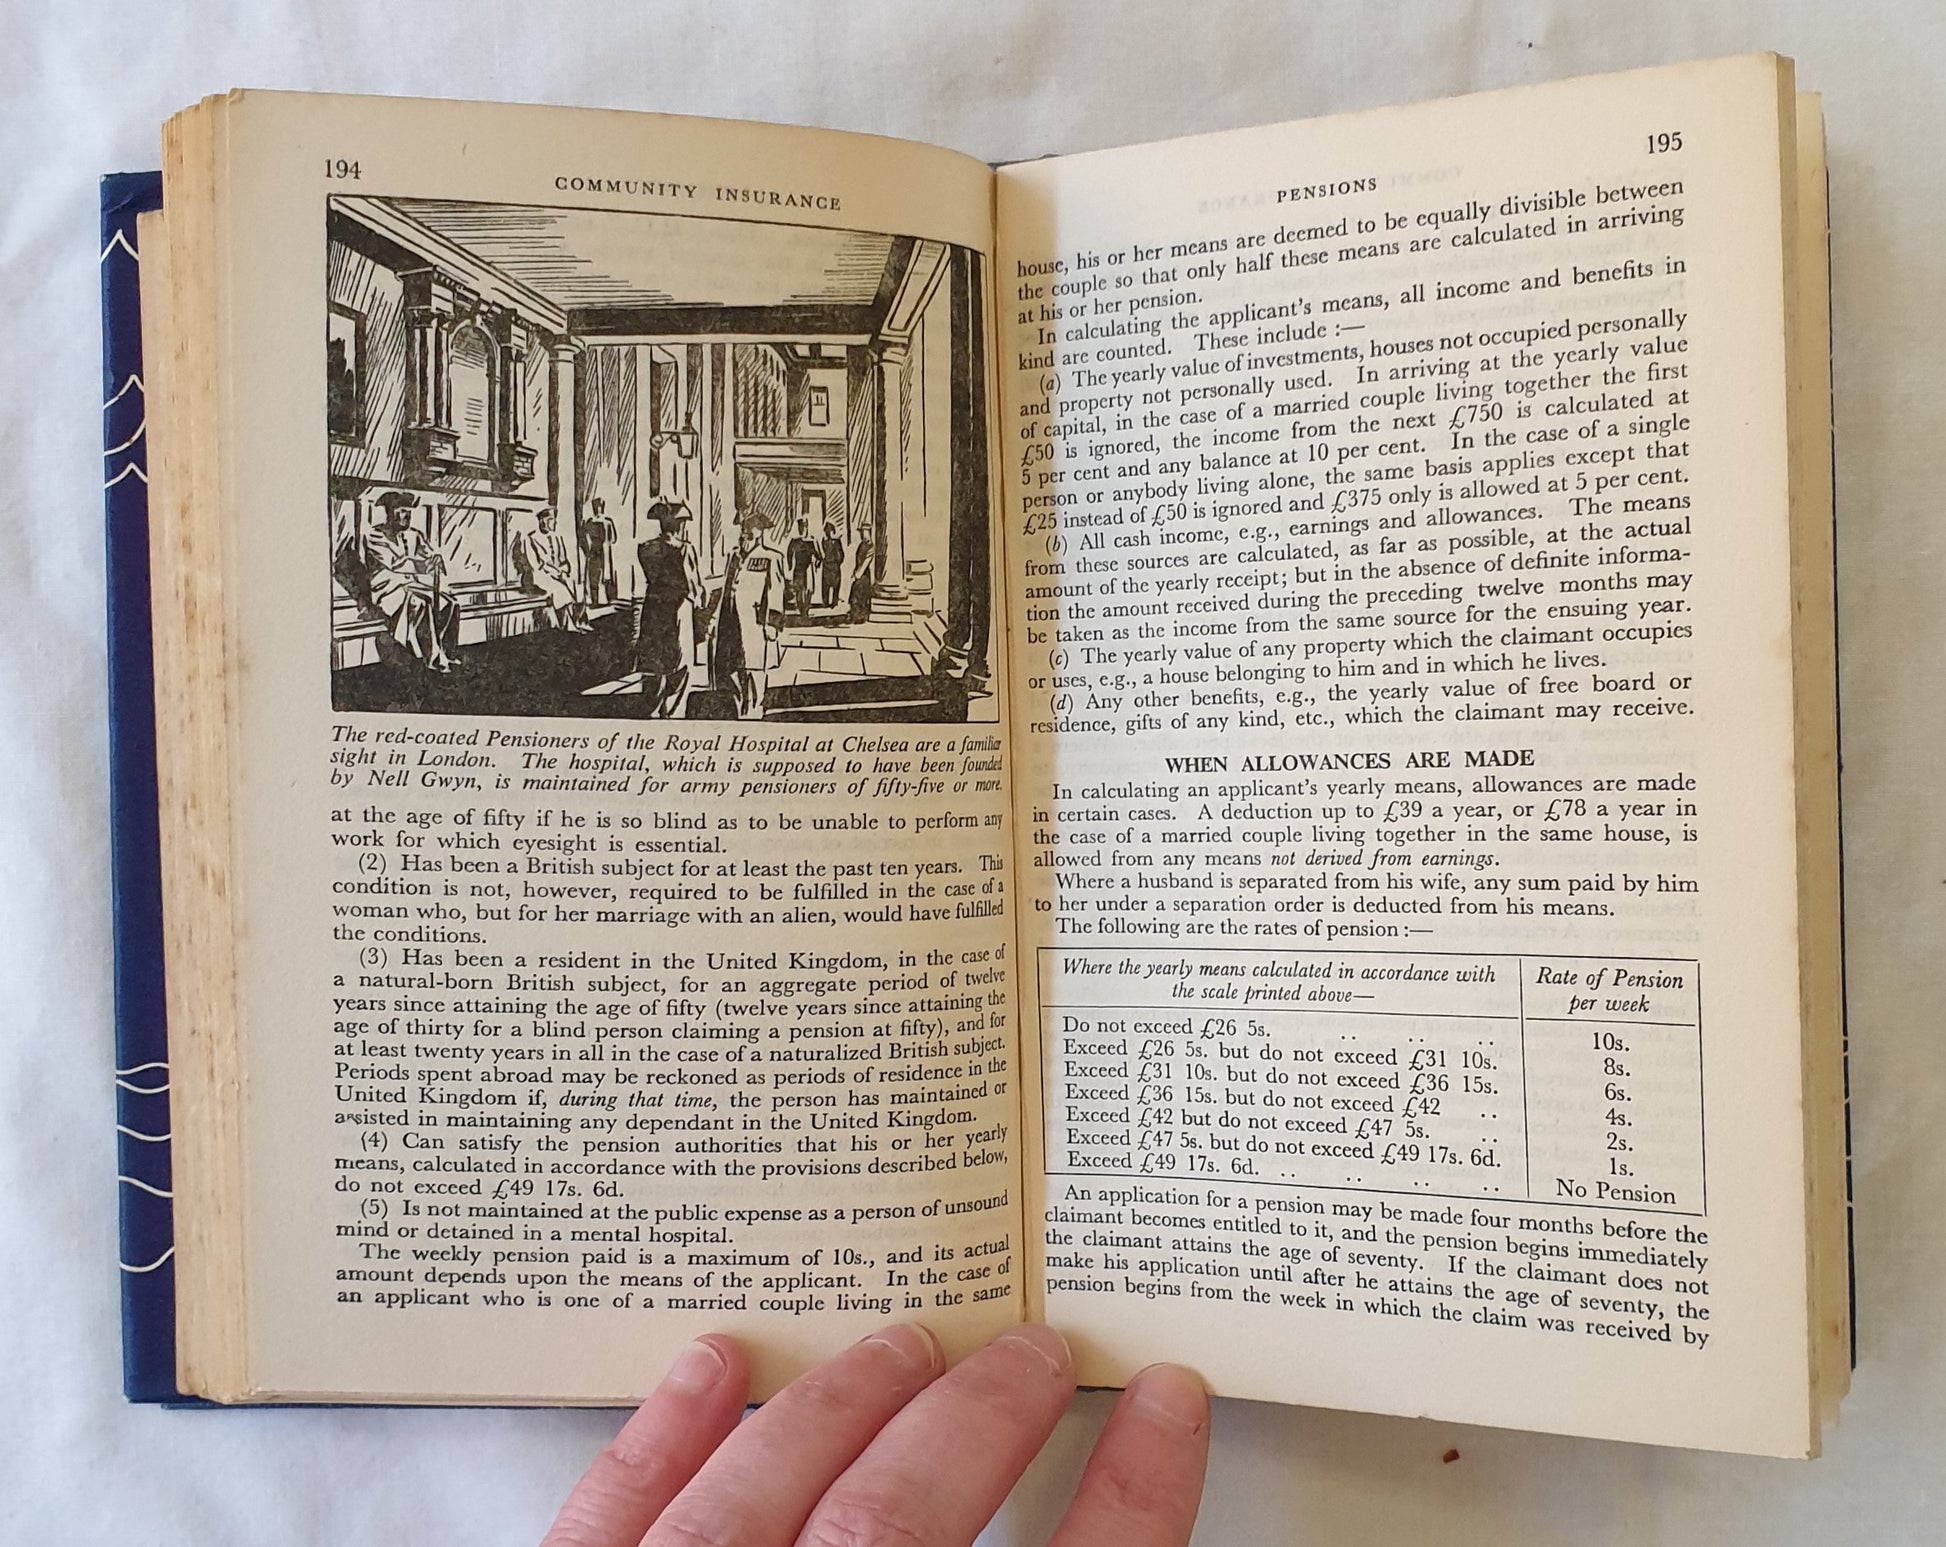 194
COMMUNITY INSURANCE
The red-coated Pensioners of the Royal Hospital at Chelsea are a familiar
sight in London. The hospital, which is supposed to have been founded
by Nell Gwyn, is maintained for army pensioners of fifty-five or more.
at the age of fifty if he is so blind as to be unable to perform any
work for which eyesight is essential.
(2) Has been a British subject for at least the past ten years. This
condition is not, however, required to be fulfilled in the case of a
woman who, but for her marriage with an alien, would have fulfilled
the conditions.
(3) Has been a resident in the United Kingdom, in the case of
a natural-born British subject, for an aggregate period of twelve
years since attaining the age of fifty (twelve years since attaining the
age of thirty for a blind person claiming a pension at fifty), and for
at least twenty years in all in the case of a naturalized British subject.
Periods spent abroad may be reckoned as periods of residence in the
United Kingdom if, during that time, the person has maintained or
assisted in maintaining any dependant in the United Kingdom.
(4) Can satisfy the pension authorities that his or her yearly
means, calculated in accordance with the provisions described below,
do not exceed £49 17s. 6d.
(5) Is not maintained at the public expense as a person of unsound
mind or detained in a mental hospital.
The weekly pension paid is a maximum of 10s., and its actual
amount depends upon the means of the applicant. In the case of
an applicant who is one of a married couple living in the same
195
PENSIONS
house, his or her means are deemed to be equally divisible between
the couple so that only half these means are calculated in arriving
at his or her pension.
In calculating the applicant's means, all income and benefits in
kind are counted. These include :—
(a) The yearly value of investments, houses not occupied personally
and property not personally used. In arriving at the yearly value
of capital, in the case of a married couple living together the first
£50 is ignored, the income from the next £750 is calculated at
5 per cent and any balance at 10 per cent. In the case of a single
person or anybody living alone, the same basis applies except that
£25 instead of £50 is ignored and £375 only is allowed at 5 per cent.
(b) All cash income, e.g., earnings and allowances. The means
from these sources are calculated, as far as possible, at the actual
amount of the yearly receipt; but in the absence of definite informa-
tion the amount received during the preceding twelve months may
be taken as the income from the same source for the ensuing year.
(c) The yearly value of any property which the claimant occupies
or uses, e.g., a house belonging to him and in which he lives.
(d) Any other benefits, e.g., the yearly value of free board or
residence, gifts of any kind, etc., which the claimant may receive.
WHEN ALLOWANCES ARE MADE
In calculating an applicant's yearly means, allowances are made
in certain cases. A deduction up to £39 a year, or £78 a year in
the case of a married couple living together in the same house, is
allowed from any means not derived from earnings.
Where a husband is separated from his wife, any sum paid by him
to her under a separation order is deducted from his means.
The following are the rates of pension :—
Where the yearly means calculated in accordance with
the scale printed above—
Rate of Pension
per week
Do not exceed £26 5s. .. .. .. 10s.
Exceed £26 5s. but do not exceed £31 10s. 8s.
Exceed £31 10s. but do not exceed £36 15s. 6s.
Exceed £36 15s. but do not exceed £42 .. 4s.
Exceed £42 but do not exceed £47 5s. .. 2s.
Exceed £47 5s. but do not exceed £49 17s. 6d. 1s.
Exceed £49 17s. 6d. .. .. .. .. No Pension
An application for a pension may be made four months before the
claimant becomes entitled to it, and the pension begins immediately
the claimant attains the age of seventy. If the claimant does not
make his application until after he attains the age of seventy, the
pension begins from the week in which the claim was received by